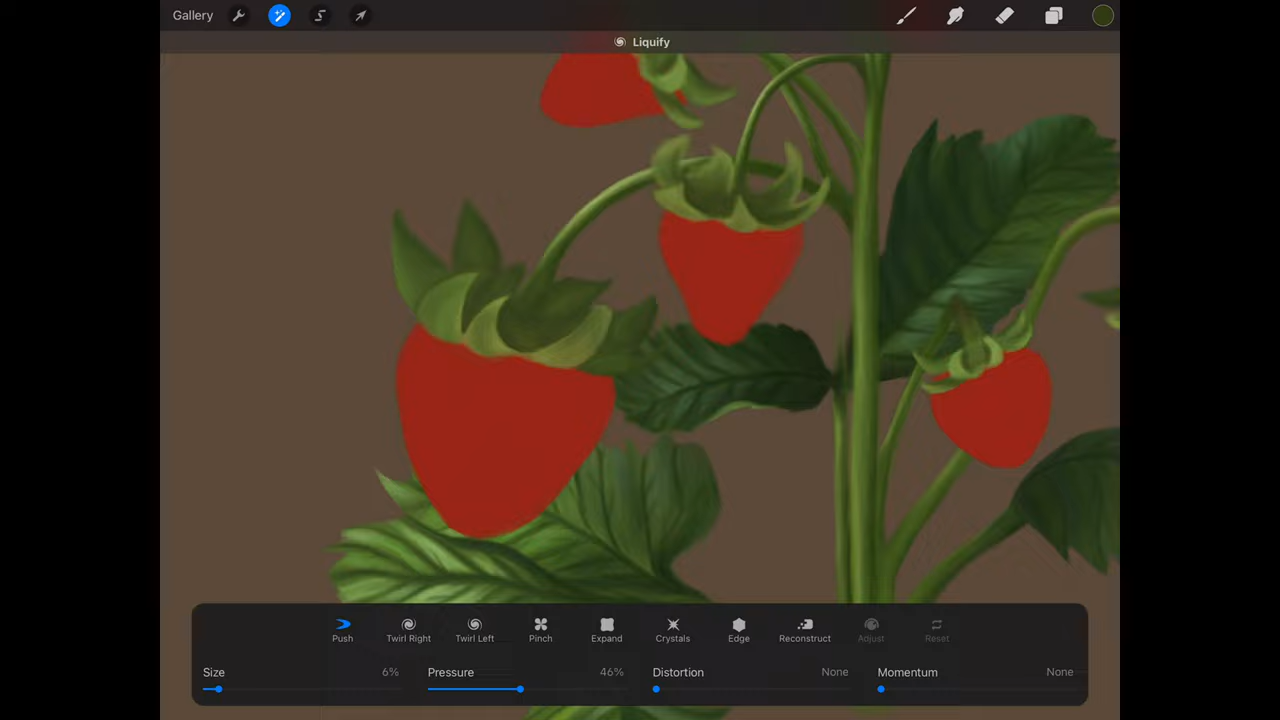 Gallery
Liquify
Push Twirl Right Twirl Left Pinch Expand Crystals Edge Reconstruct Adjust Reset
Size 6% Pressure 46% Distortion None Momentum None